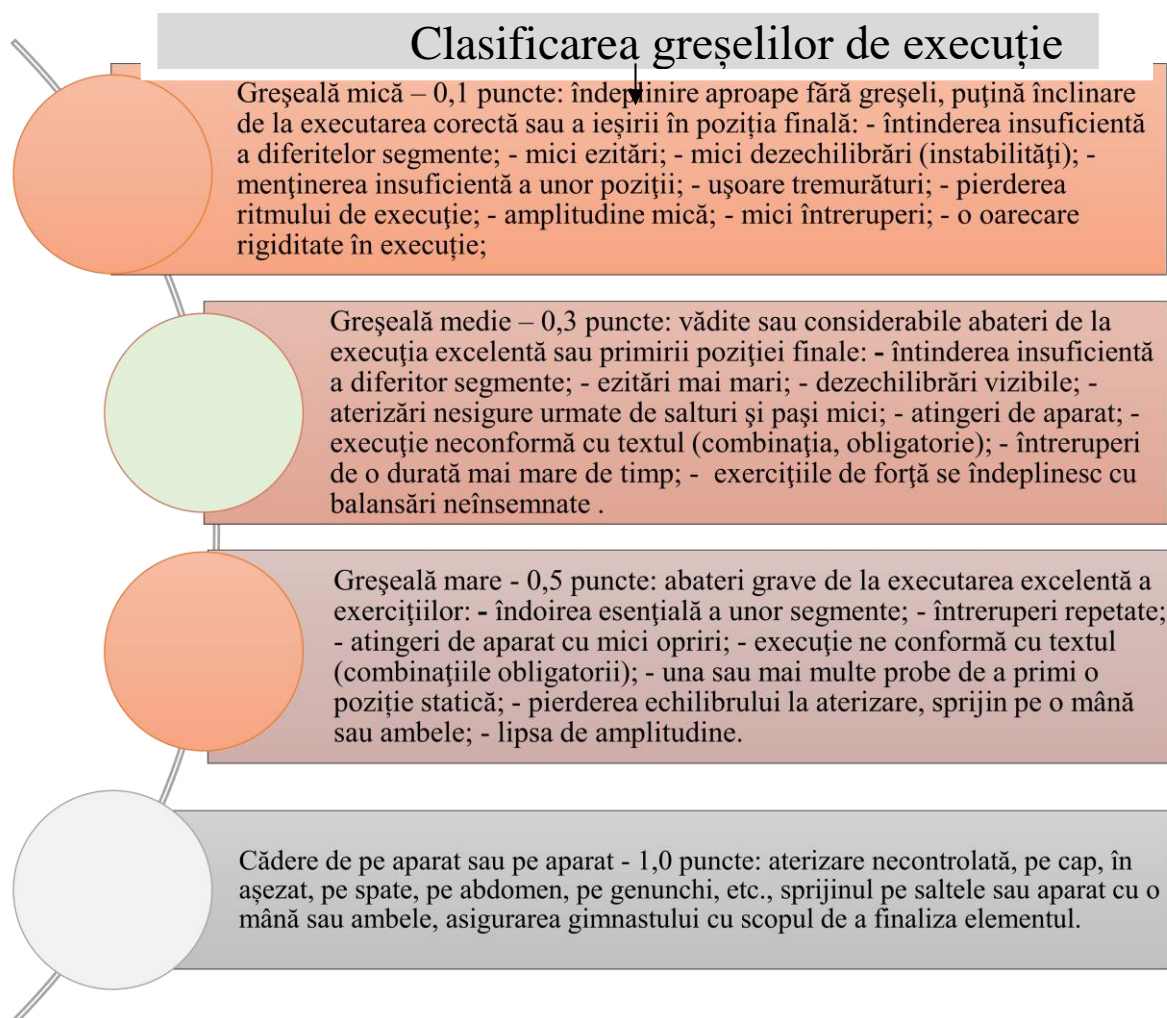 Clasificarea greșelilor de execuție
Greşeală mică – 0,1 puncte: îndeplinire aproape fără greşeli, puţină înclinare
de la executarea corectă sau a ieșirii în poziția finală: - întinderea insuficientă
a diferitelor segmente; - mici ezitări; - mici dezechilibrări (instabilităţi); -
menţinerea insuficientă a unor poziţii; - uşoare tremurături; - pierderea
ritmului de execuţie; - amplitudine mică; - mici întreruperi; - o oarecare
rigiditate în execuție;
Greşeală medie – 0,3 puncte: vădite sau considerabile abateri de la
execuţia excelentă sau primirii poziţiei finale: - întinderea insuficientă
a diferitor segmente; - ezitări mai mari; - dezechilibrări vizibile; -
aterizări nesigure urmate de salturi şi paşi mici; - atingeri de aparat; -
execuţie neconformă cu textul (combinaţia, obligatorie); - întreruperi
de o durată mai mare de timp; - exerciţiile de forţă se îndeplinesc cu
balansări neînsemnate .
Greşeală mare - 0,5 puncte: abateri grave de la executarea excelentă a
exerciţiilor: - îndoirea esenţială a unor segmente; - întreruperi repetate;
- atingeri de aparat cu mici opriri; - execuţie ne conformă cu textul
(combinaţiile obligatorii); - una sau mai multe probe de a primi o
poziție statică; - pierderea echilibrului la aterizare, sprijin pe o mână
sau ambele; - lipsa de amplitudine.
Cădere de pe aparat sau pe aparat - 1,0 puncte: aterizare necontrolată, pe cap, în
așezat, pe spate, pe abdomen, pe genunchi, etc., sprijinul pe saltele sau aparat cu o
mână sau ambele, asigurarea gimnastului cu scopul de a finaliza elementul.